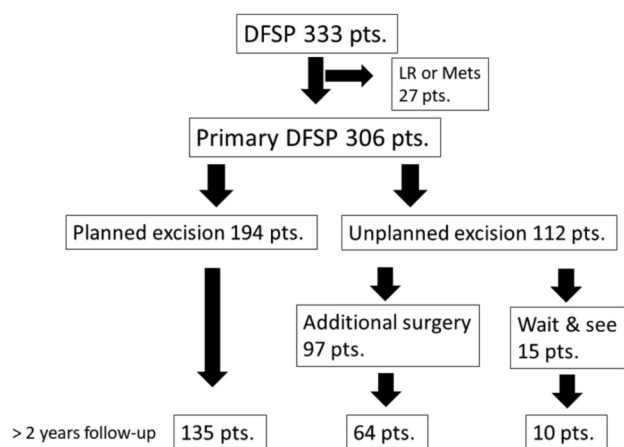 DFSP 333 pts.
LR or Mets
27 pts.
Primary DFSP 306 pts.
Planned excision 194 pts.
Unplanned excision 112 pts.
Additional surgery
97 pts.
Wait & see
15 pts.
> 2 years follow-up
135 pts.
64 pts.
10 pts.